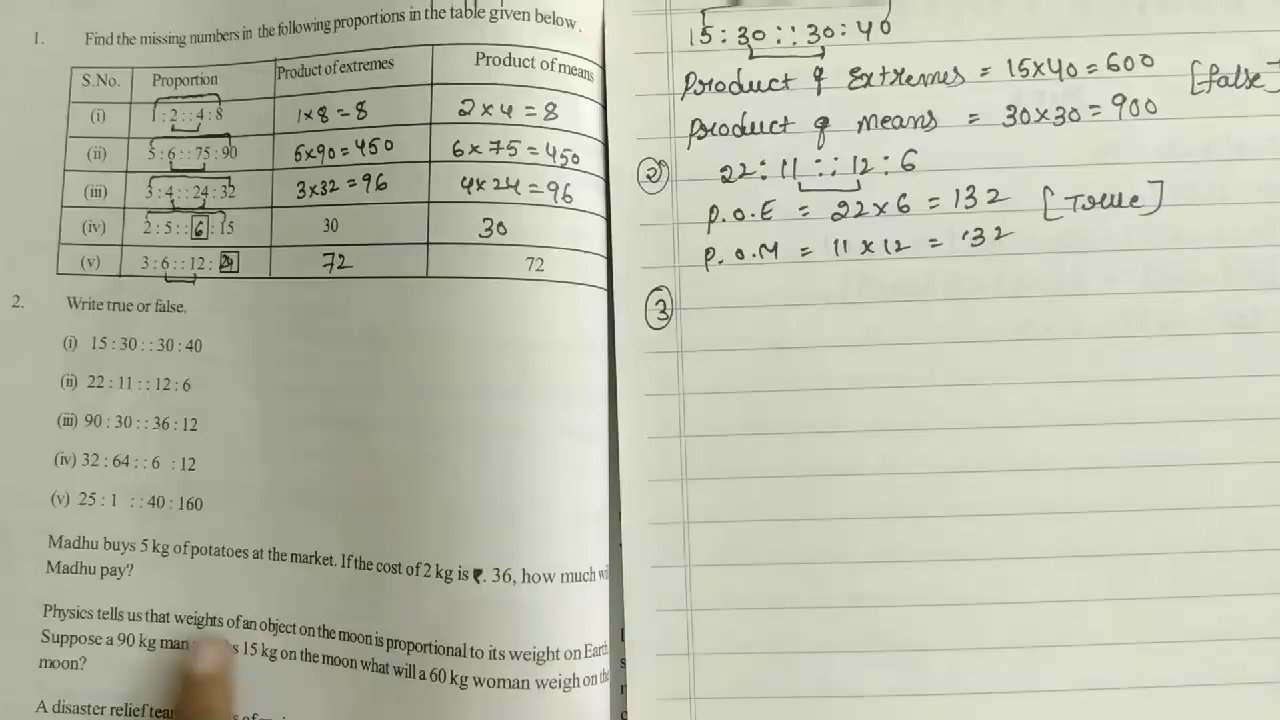 1. Find the missing numbers in the following proportions in the table given below.
S.No. Proportion Product of extremes Product of means
(i) 1 : 2 : : 4 : 8 1 × 8 = 8 2 × 4 = 8
(ii) 5 : 6 : : 75 : 90 5×90 = 450 6 × 75 = 450
(iii) 3 : 4 : : 24 : 32 3×32 = 96 4 × 24 = 96
(iv) 2 : 5 : : 6 : 15 30 30
(v) 3 : 6 : : 12 : 24 72 72
2. Write true or false.
(i) 15 : 30 : : 30 : 40
(ii) 22 : 11 : : 12 : 6
(iii) 90 : 30 : : 36 : 12
(iv) 32 : 64 : : 6 : 12
(v) 25 : 1 : : 40 : 160
Madhu buys 5 kg of potatoes at the market. If the cost of 2 kg is ₹. 36, how much
Madhu pay?
Physics tells us that weights of an object on the moon is proportional to its weight on Earth
Suppose a 90 kg man 15 kg on the moon what will a 60 kg woman weigh on the
moon?
A disaster relief team
15 : 30 : : 30 : 40
Product of Extremes = 15×40 = 600 [false]
Product of means = 30×30 = 900
② 22 : 11 : : 12 : 6
P.O.E = 22×6 = 132 [True]
P.O.M = 11 × 12 = 132
③